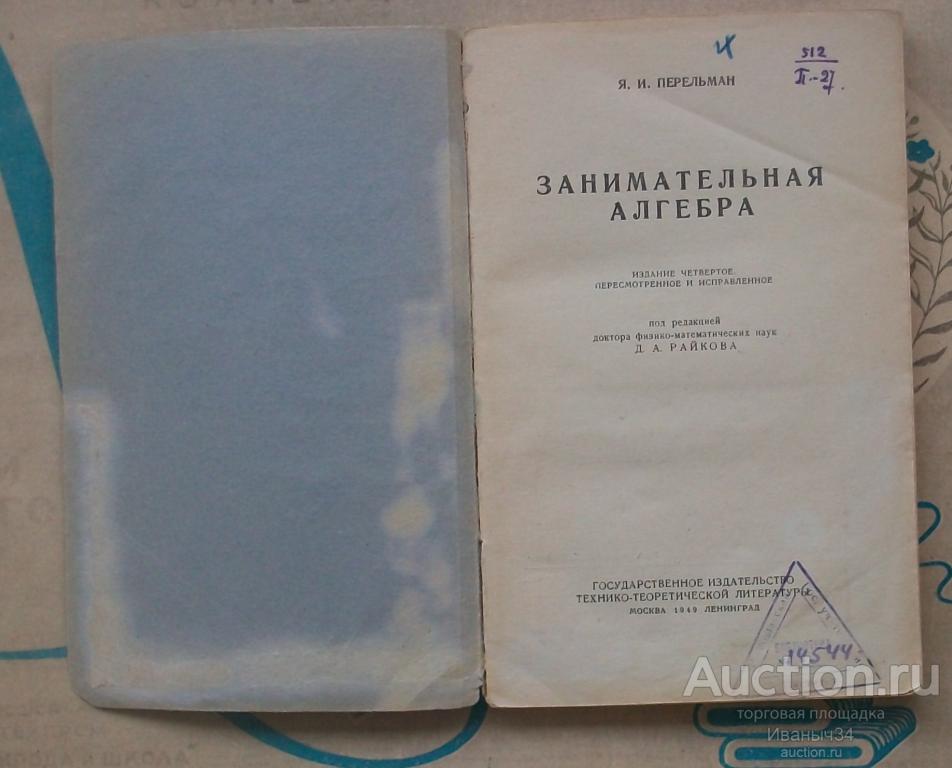 512
П-27.
Я. И. ПЕРЕЛЬМАН
ЗАНИМАТЕЛЬНАЯ
АЛГЕБРА
ИЗДАНИЕ ЧЕТВЕРТОЕ,
ПЕРЕСМОТРЕННОЕ И ИСПРАВЛЕННОЕ
под редакцией
доктора физико-математических наук
Д. А. РАЙКОВА
ГОСУДАРСТВЕННОЕ ИЗДАТЕЛЬСТВО
ТЕХНИКО-ТЕОРЕТИЧЕСКОЙ ЛИТЕРАТУРЫ
МОСКВА 1949 ЛЕНИНГРАД
14544
Auction.ru
торговая площадка
Иваныч34
auction.ru